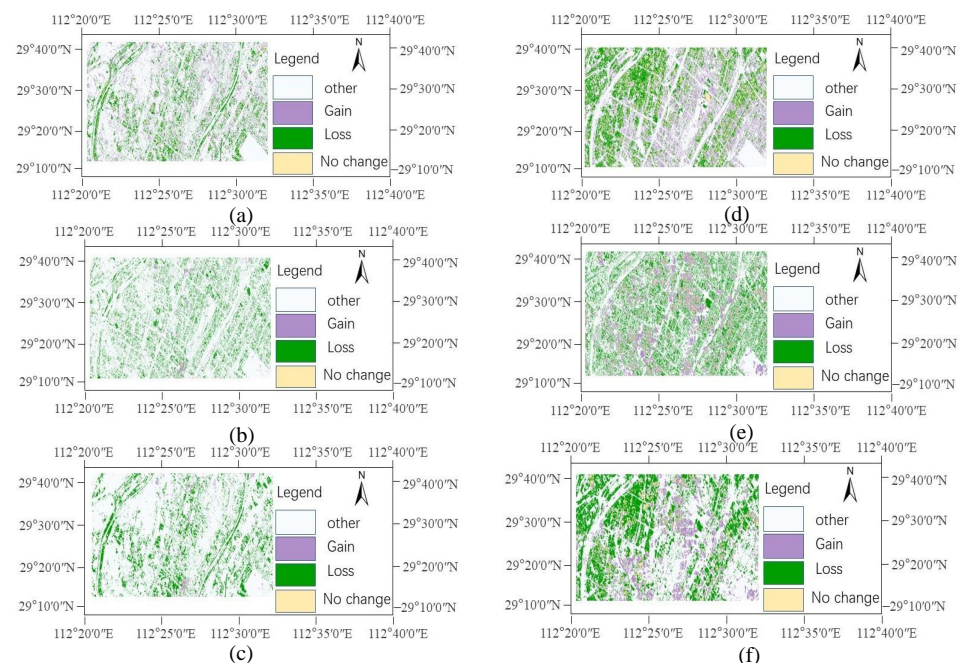 112°20′0″E 112°25′0″E 112°30′0″E 112°35′0″E 112°40′0″E
29°40′0″N 29°40′0″N
29°30′0″N 29°30′0″N
29°20′0″N 29°20′0″N
29°10′0″N 29°10′0″N
N
Legend
other
Gain
Loss
No change
112°20′0″E 112°25′0″E 112°30′0″E 112°35′0″E 112°40′0″E
(a)
112°20′0″E 112°25′0″E 112°30′0″E 112°35′0″E 112°40′0″E
29°40′0″N 29°40′0″N
29°30′0″N 29°30′0″N
29°20′0″N 29°20′0″N
29°10′0″N 29°10′0″N
N
Legend
other
Gain
Loss
No change
112°20′0″E 112°25′0″E 112°30′0″E 112°35′0″E 112°40′0″E
(b)
112°20′0″E 112°25′0″E 112°30′0″E 112°35′0″E 112°40′0″E
29°40′0″N 29°40′0″N
29°30′0″N 29°30′0″N
29°20′0″N 29°20′0″N
29°10′0″N 29°10′0″N
N
Legend
other
Gain
Loss
No change
112°20′0″E 112°25′0″E 112°30′0″E 112°35′0″E 112°40′0″E
(c)
112°20′0″E 112°25′0″E 112°30′0″E 112°35′0″E 112°40′0″E
29°40′0″N 29°40′0″N
29°30′0″N 29°30′0″N
29°20′0″N 29°20′0″N
29°10′0″N 29°10′0″N
N
Legend
other
Gain
Loss
No change
112°20′0″E 112°25′0″E 112°30′0″E 112°35′0″E 112°40′0″E
(d)
112°20′0″E 112°25′0″E 112°30′0″E 112°35′0″E 112°40′0″E
29°40′0″N 29°40′0″N
29°30′0″N 29°30′0″N
29°20′0″N 29°20′0″N
29°10′0″N 29°10′0″N
N
Legend
other
Gain
Loss
No change
112°20′0″E 112°25′0″E 112°30′0″E 112°35′0″E 112°40′0″E
(e)
112°20′0″E 112°25′0″E 112°30′0″E 112°35′0″E 112°40′0″E
29°40′0″N 29°40′0″N
29°30′0″N 29°30′0″N
29°20′0″N 29°20′0″N
29°10′0″N 29°10′0″N
N
Legend
other
Gain
Loss
No change
112°20′0″E 112°25′0″E 112°30′0″E 112°35′0″E 112°40′0″E
(f)